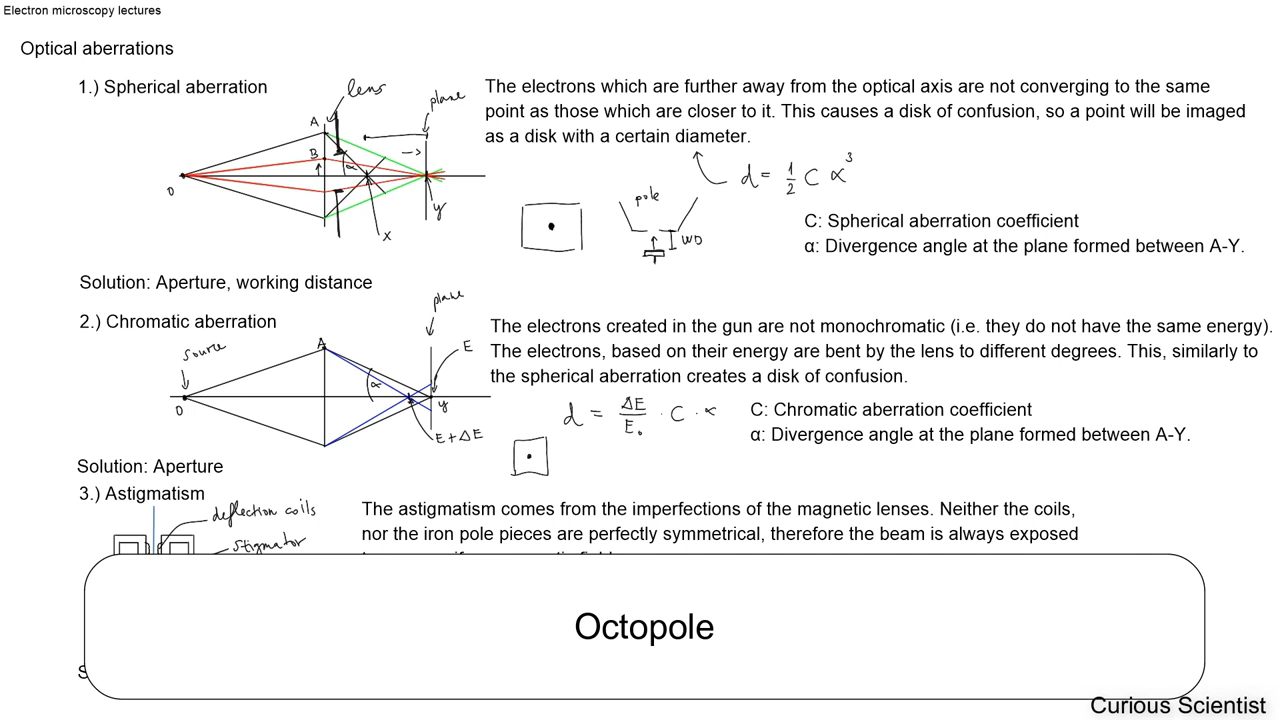 Electron microscopy lectures
Optical aberrations
1.) Spherical aberration
lens
plane
A
B
α
->
O
y
x
The electrons which are further away from the optical axis are not converging to the same
point as those which are closer to it. This causes a disk of confusion, so a point will be imaged
as a disk with a certain diameter.
d = 1/2 C α³
pole
WD
C: Spherical aberration coefficient
α: Divergence angle at the plane formed between A-Y.
Solution: Aperture, working distance
2.) Chromatic aberration
plane
source
A
E
α
O
y
E+ΔE
The electrons created in the gun are not monochromatic (i.e. they do not have the same energy).
The electrons, based on their energy are bent by the lens to different degrees. This, similarly to
the spherical aberration creates a disk of confusion.
d = ΔE/E₀ · C · α
C: Chromatic aberration coefficient
α: Divergence angle at the plane formed between A-Y.
Solution: Aperture
3.) Astigmatism
deflection coils
stigmator
The astigmatism comes from the imperfections of the magnetic lenses. Neither the coils,
nor the iron pole pieces are perfectly symmetrical, therefore the beam is always exposed
Octopole
Curious Scientist